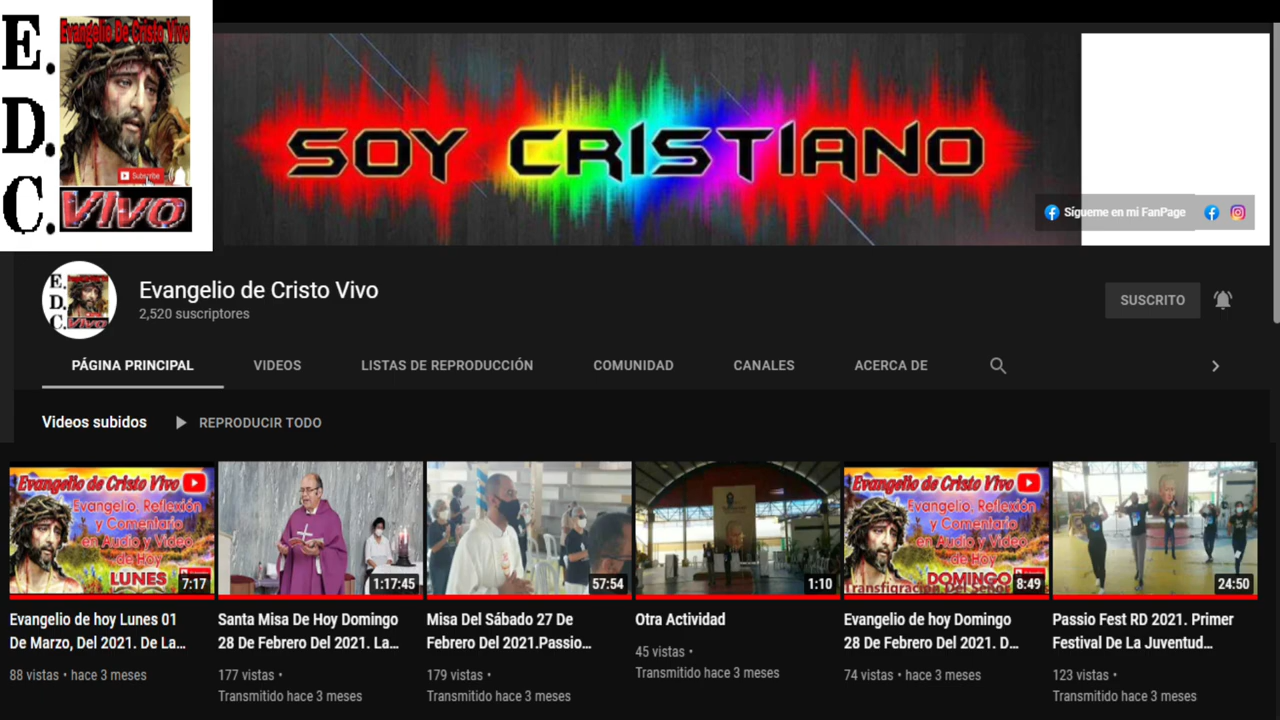 E.
D.
C.
Evangelio De Cristo Vivo
Subscribe
Vivo
SOY CRISTIANO
Sígueme en mi FanPage
E.
D.
C.
Vivo
Evangelio de Cristo Vivo
2,520 suscriptores
SUSCRITO
PÁGINA PRINCIPAL VIDEOS LISTAS DE REPRODUCCIÓN COMUNIDAD CANALES ACERCA DE
Videos subidos REPRODUCIR TODO
Evangelio de Cristo Vivo
Evangelio, Reflexión
y Comentario
en Audio y Video
de Hoy
LUNES
7:17
Evangelio de hoy Lunes 01
De Marzo, Del 2021. De La...
88 vistas • hace 3 meses
1:17:45
Santa Misa De Hoy Domingo
28 De Febrero Del 2021. La...
177 vistas •
Transmitido hace 3 meses
57:54
Misa Del Sábado 27 De
Febrero Del 2021.Passio...
179 vistas •
Transmitido hace 3 meses
1:10
Otra Actividad
45 vistas •
Transmitido hace 3 meses
Evangelio de Cristo Vivo
Evangelio, Reflexión
y Comentario
en Audio y Video
de Hoy
DOMINGO
Transfigración Del Señor
8:49
Evangelio de hoy Domingo
28 De Febrero Del 2021. D...
74 vistas • hace 3 meses
24:50
Passio Fest RD 2021. Primer
Festival De La Juventud...
123 vistas •
Transmitido hace 3 meses